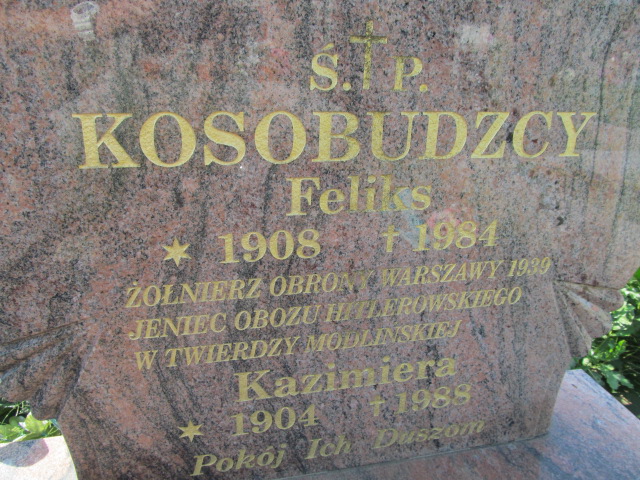 Ś. P.
KOSOBUDZCY
Feliks
* 1908 † 1984
ŻOŁNIERZ OBRONY WARSZAWY 1939
JENIEC OBOZU HITLEROWSKIEGO
W TWIERDZY MODLIŃSKIEJ
Kazimiera
* 1904 † 1988
Pokój Ich Duszom